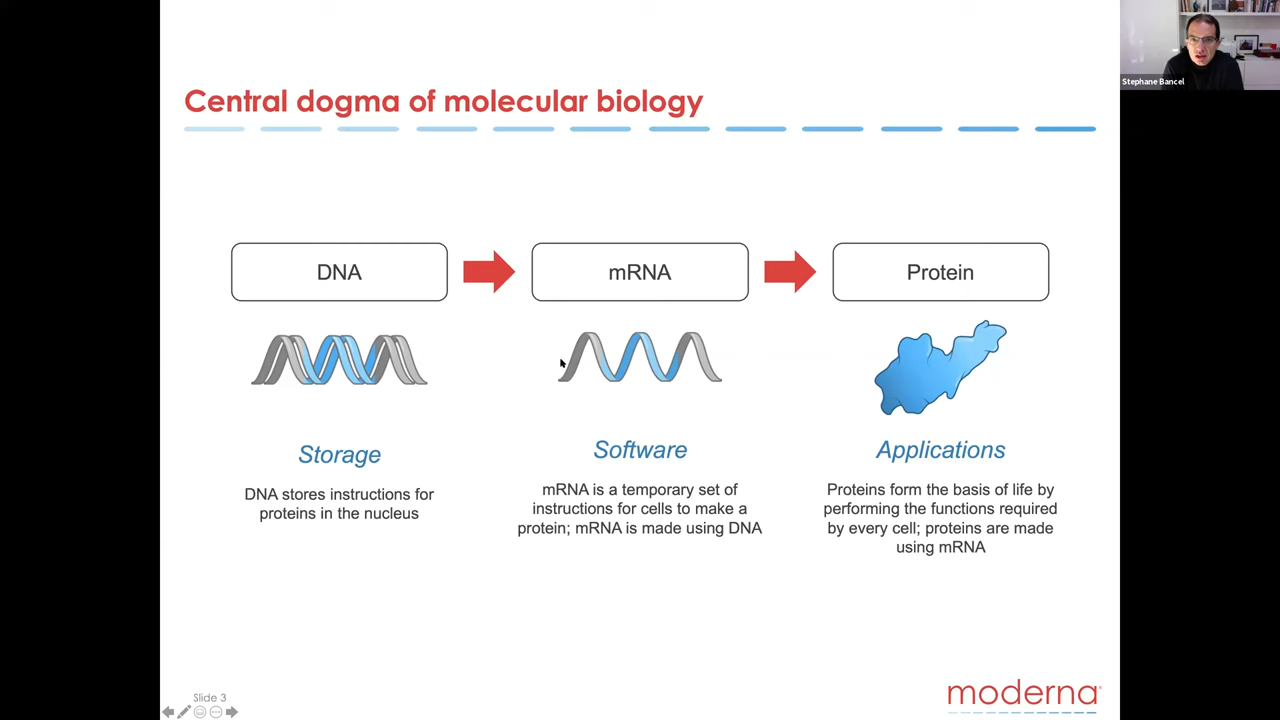 Stephane Bancel
Central dogma of molecular biology
DNA
mRNA
Protein
Storage
Software
Applications
DNA stores instructions for
proteins in the nucleus
mRNA is a temporary set of
instructions for cells to make a
protein; mRNA is made using DNA
Proteins form the basis of life by
performing the functions required
by every cell; proteins are made
using mRNA
Slide 3
moderna